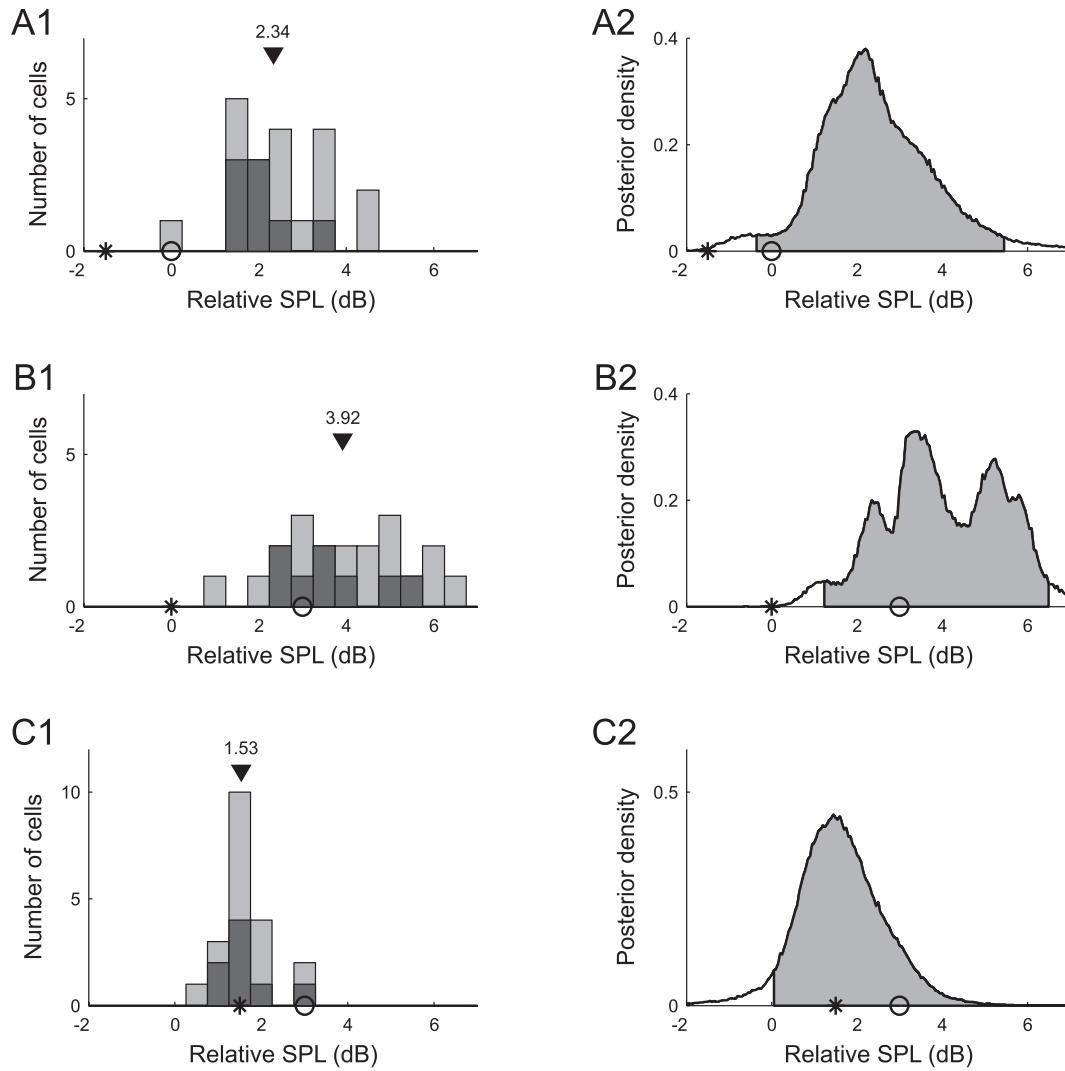 A1
2.34
Number of cells
5
0
-2 0 2 4 6
Relative SPL (dB)
A2
Posterior density
0.4
0.2
0
-2 0 2 4 6
Relative SPL (dB)
B1
3.92
Number of cells
5
0
-2 0 2 4 6
Relative SPL (dB)
B2
Posterior density
0.4
0.2
0
-2 0 2 4 6
Relative SPL (dB)
C1
1.53
Number of cells
10
5
0
-2 0 2 4 6
Relative SPL (dB)
C2
Posterior density
0.5
0
-2 0 2 4 6
Relative SPL (dB)